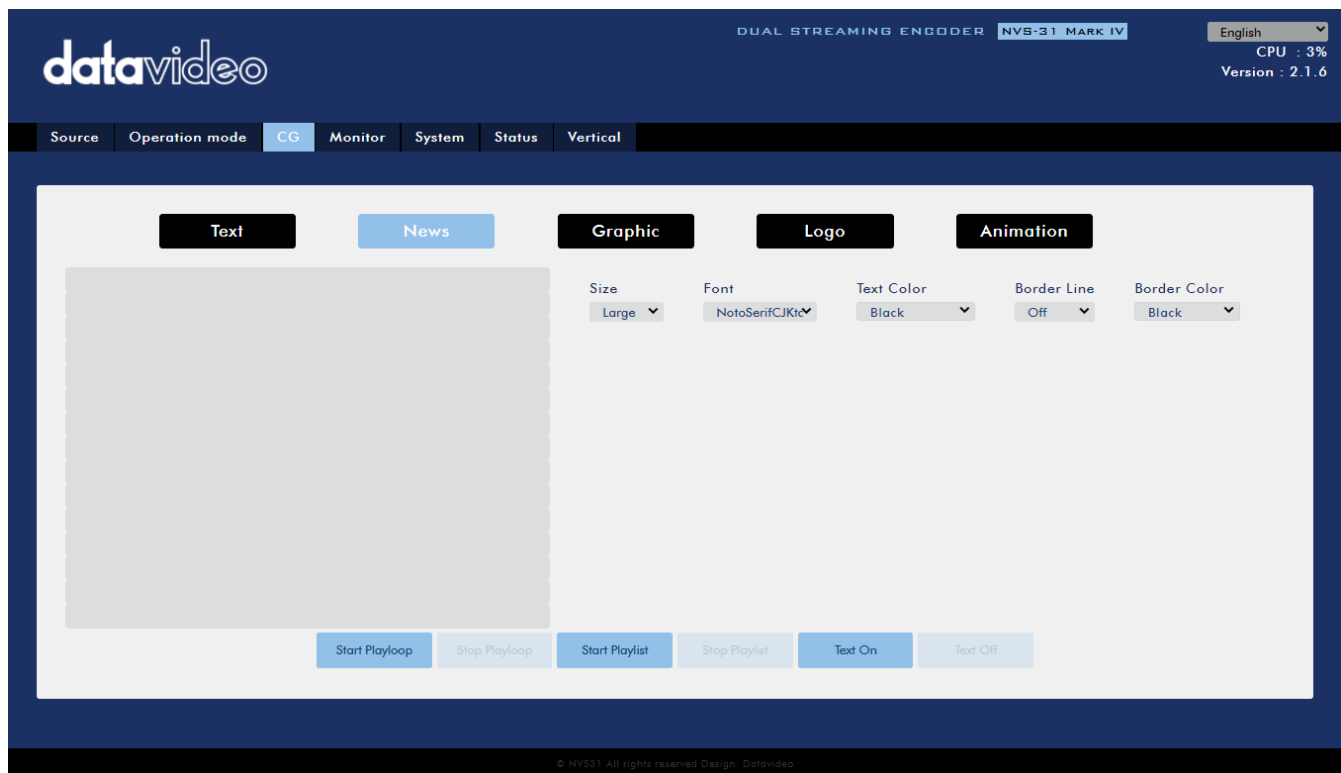 DUAL STREAMING ENCODER NVS-31 MARK IV
English
CPU : 3%
Version : 2.1.6
datavideo
Source Operation mode CG Monitor System Status Vertical
Text News Graphic Logo Animation
Size Font Text Color Border Line Border Color
Large NotoSerifCJKtc Black Off Black
Start Playloop Stop Playloop Start Playlist Stop Playlist Text On Text Off
© NVS31 All rights reserved Design: Datavideo